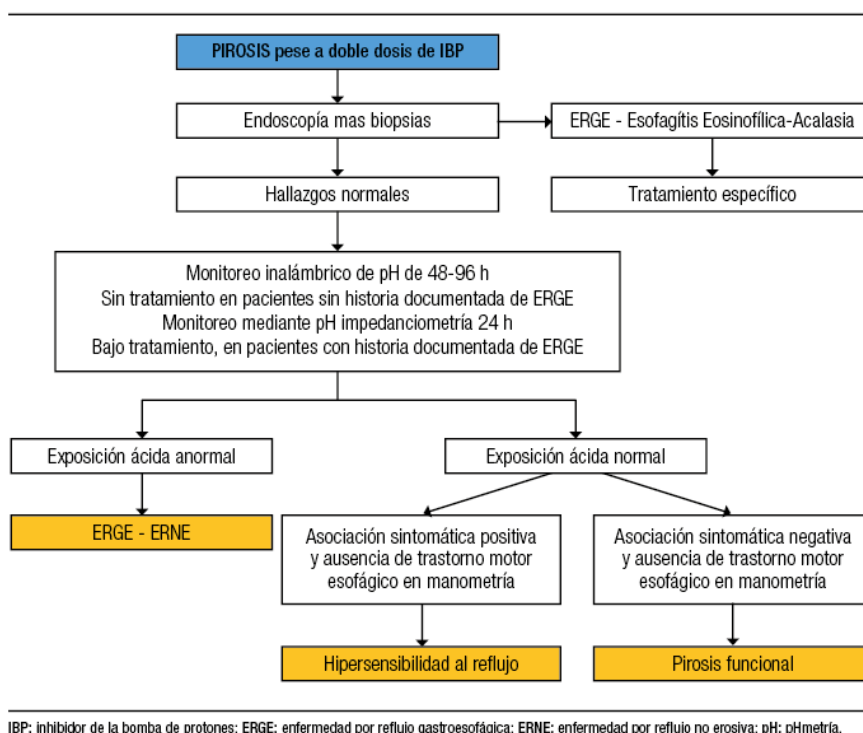 PIROSIS pese a doble dosis de IBP
Endoscopía mas biopsias
ERGE - Esofagítis Eosinofílica-Acalasia
Hallazgos normales
Tratamiento específico
Monitoreo inalámbrico de pH de 48-96 h
Sin tratamiento en pacientes sin historia documentada de ERGE
Monitoreo mediante pH impedanciometría 24 h
Bajo tratamiento, en pacientes con historia documentada de ERGE
Exposición ácida anormal
Exposición ácida normal
ERGE - ERNE
Asociación sintomática positiva
y ausencia de trastorno motor
esofágico en manometría
Asociación sintomática negativa
y ausencia de trastorno motor
esofágico en manometría
Hipersensibilidad al reflujo
Pirosis funcional
IBP: inhibidor de la bomba de protones; ERGE: enfermedad por reflujo gastroesofágica; ERNE: enfermedad por reflujo no erosiva; pH: pHmetría.